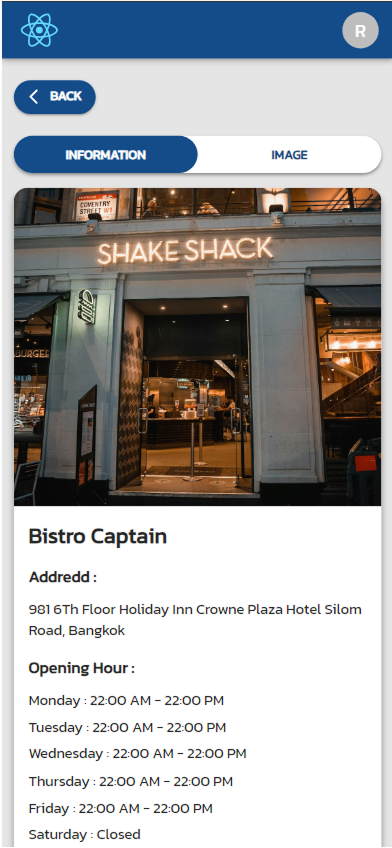 R
BACK
INFORMATION
IMAGE
COVENTRY
STREET W1
SHAKE SHACK
BURGER
Bistro Captain
Addredd :
981 6Th Floor Holiday Inn Crowne Plaza Hotel Silom
Road, Bangkok
Opening Hour :
Monday : 22:00 AM - 22:00 PM
Tuesday : 22:00 AM - 22:00 PM
Wednesday : 22:00 AM - 22:00 PM
Thursday : 22:00 AM - 22:00 PM
Friday : 22:00 AM - 22:00 PM
Saturday : Closed